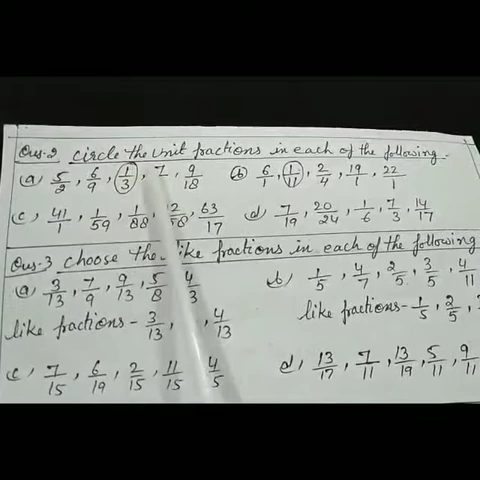 Ques-2 circle the unit fractions in each of the following.
(a) 5/2, 6/9, 1/3, 7, 9/18 (b) 6/1, 1/11, 2/4, 19/1, 22/1
(c) 41/1, 1/59, 1/88, 12/58, 63/17 (d) 7/19, 20/24, 1/6, 7/3, 14/17
Ques-3 choose the like fractions in each of the following
(a) 3/13, 7/9, 9/13, 5/8, 4/3 (b) 1/5, 4/7, 2/5, 3/5, 4/11
like fractions - 3/13, , 4/13 like fractions - 1/5, 2/5,
(c) 7/15, 6/19, 2/15, 11/15, 4/5 (d) 13/17, 7/11, 13/19, 5/11, 9/11